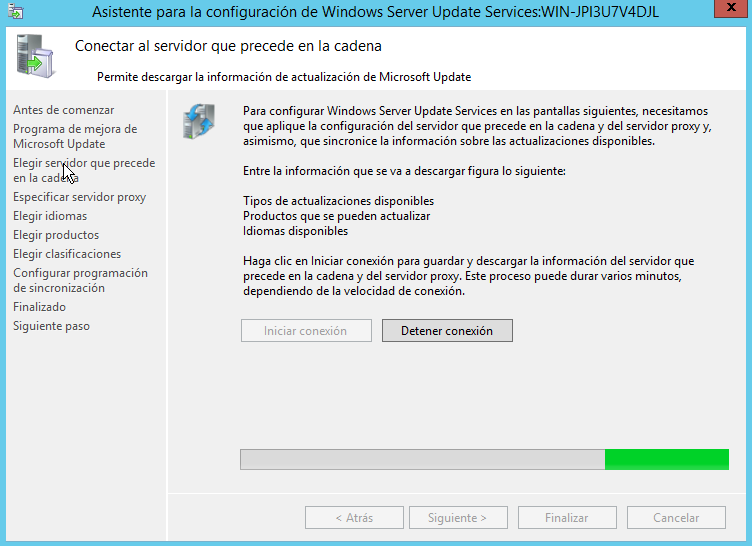 Asistente para la configuración de Windows Server Update Services:WIN-JPI3U7V4DJL
x
Conectar al servidor que precede en la cadena
Permite descargar la información de actualización de Microsoft Update
Antes de comenzar
Programa de mejora de
Microsoft Update
Elegir servidor que precede
en la cadena
Especificar servidor proxy
Elegir idiomas
Elegir productos
Elegir clasificaciones
Configurar programación
de sincronización
Finalizado
Siguiente paso
Para configurar Windows Server Update Services en las pantallas siguientes, necesitamos
que aplique la configuración del servidor que precede en la cadena y del servidor proxy y,
asimismo, que sincronice la información sobre las actualizaciones disponibles.
Entre la información que se va a descargar figura lo siguiente:
Tipos de actualizaciones disponibles
Productos que se pueden actualizar
Idiomas disponibles
Haga clic en Iniciar conexión para guardar y descargar la información del servidor que
precede en la cadena y del servidor proxy. Este proceso puede durar varios minutos,
dependiendo de la velocidad de conexión.
Iniciar conexión
Detener conexión
< Atrás
Siguiente >
Finalizar
Cancelar